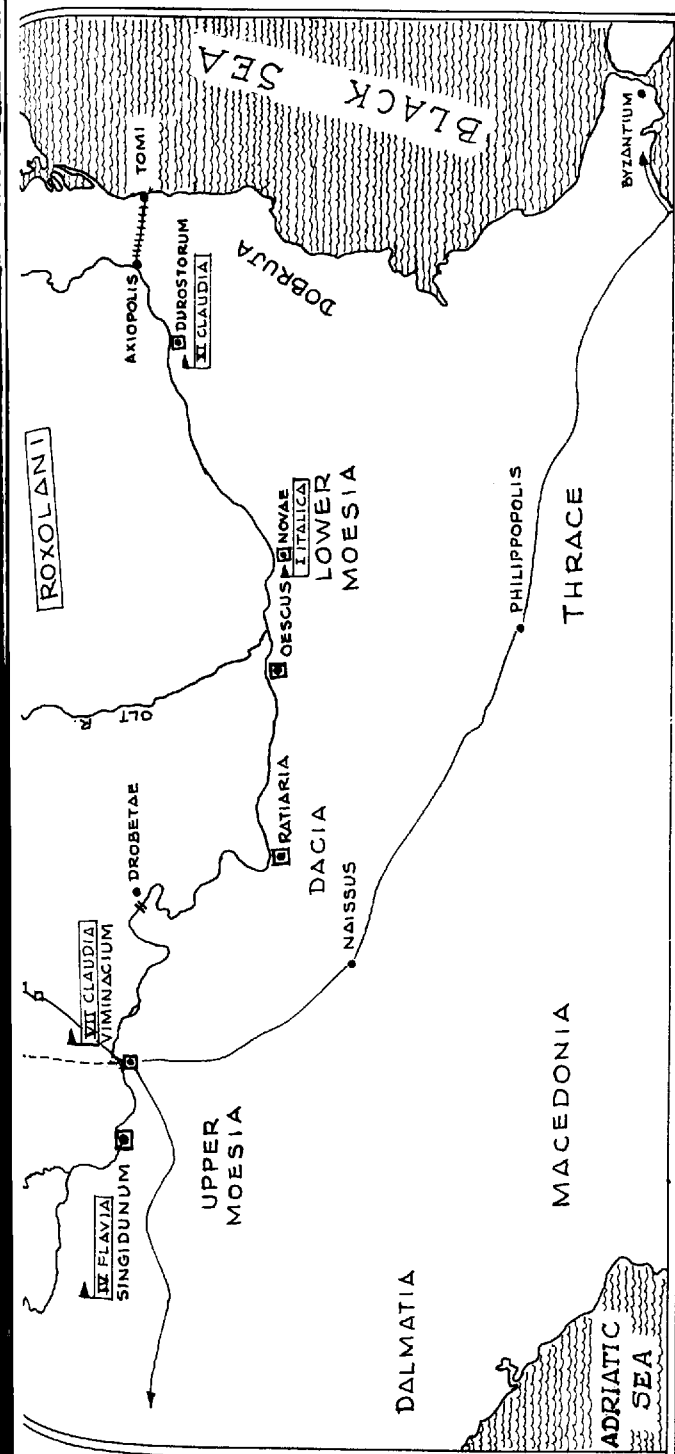 ROXOLANI
BLACK SEA
TOMI
AXIOPOLIS
DUROSTORUM
XI CLAUDIA
DOBRUJA
R. OLT
DROBETAE
VII CLAUDIA
VIMINACIUM
IV FLAVIA
SINGIDUNUM
OESCUS
NOVAE
I ITALICA
LOWER
MOESIA
RATIARIA
DACIA
UPPER
MOESIA
NAISSUS
PHILIPPOPOLIS
THRACE
BYZANTIUM
MACEDONIA
DALMATIA
ADRIATIC
SEA